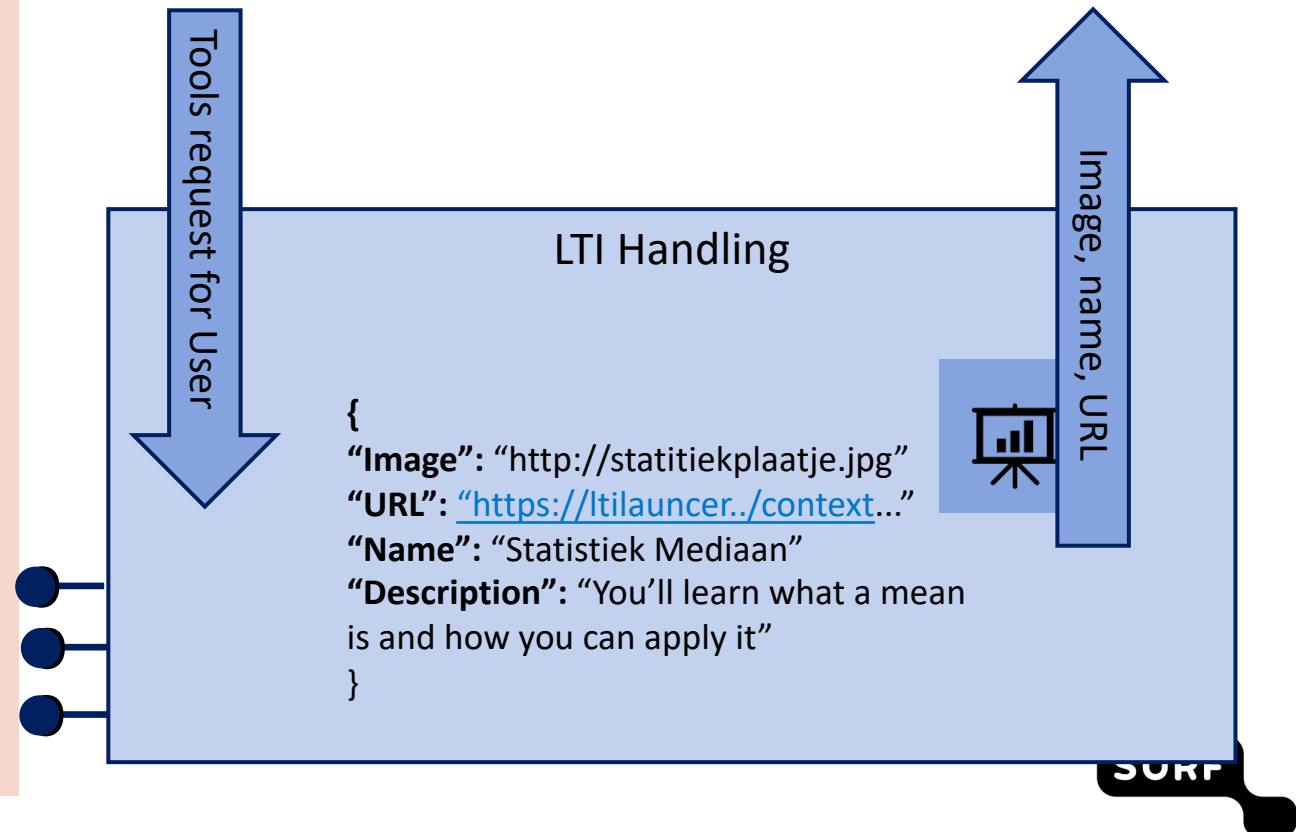 Tools request for User
Image, name, URL
LTI Handling
{
“Image”: “http://statitiekplaatje.jpg”
“URL”: “https://ltilauncer../context...”
“Name”: “Statistiek Mediaan”
“Description”: “You’ll learn what a mean
is and how you can apply it”
}
SURF